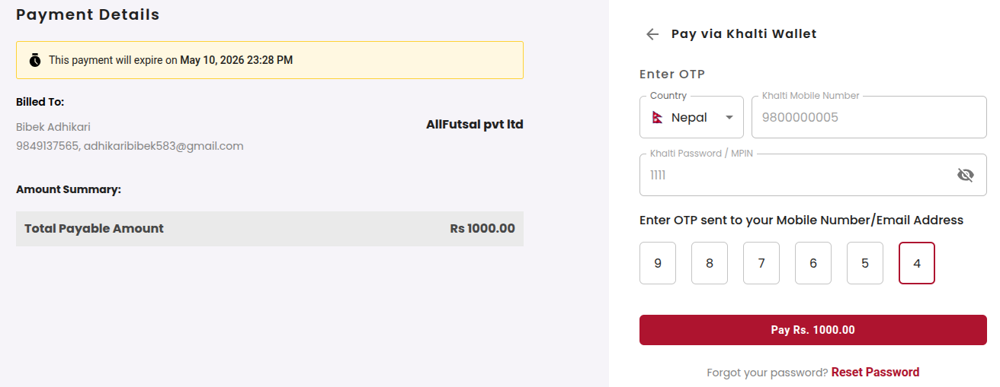 Payment Details
This payment will expire on May 10, 2026 23:28 PM
Billed To:
Bibek Adhikari
9849137565, adhikaribibek583@gmail.com
AllFutsal pvt ltd
Amount Summary:
Total Payable Amount Rs 1000.00
Pay via Khalti Wallet
Enter OTP
Country
Nepal
Khalti Mobile Number
9800000005
Khalti Password / MPIN
1111
Enter OTP sent to your Mobile Number/Email Address
9 8 7 6 5 4
Pay Rs. 1000.00
Forgot your password? Reset Password